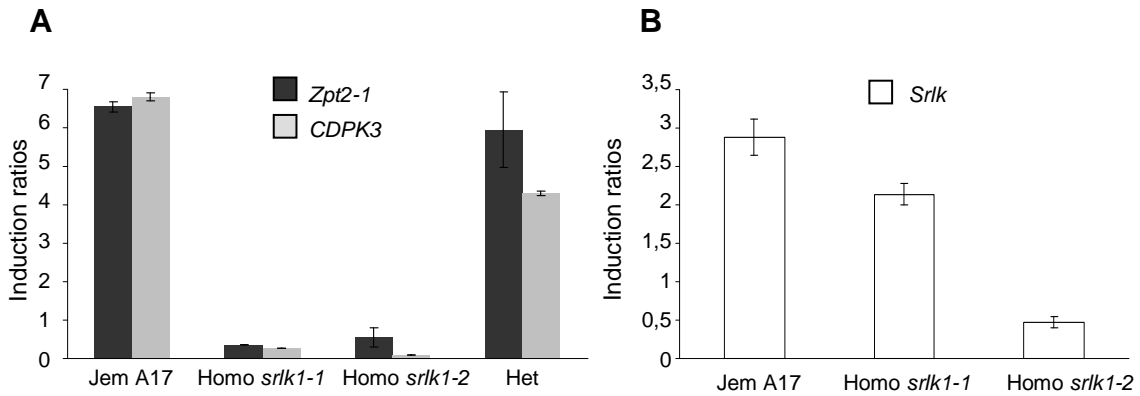 A
Induction ratios
7
6
5
4
3
2
1
0
Zpt2-1
CDPK3
Jem A17 Homo srlk1-1 Homo srlk1-2 Het
B
Induction ratios
3,5
3
2,5
2
1,5
1
0,5
0
Srlk
Jem A17 Homo srlk1-1 Homo srlk1-2